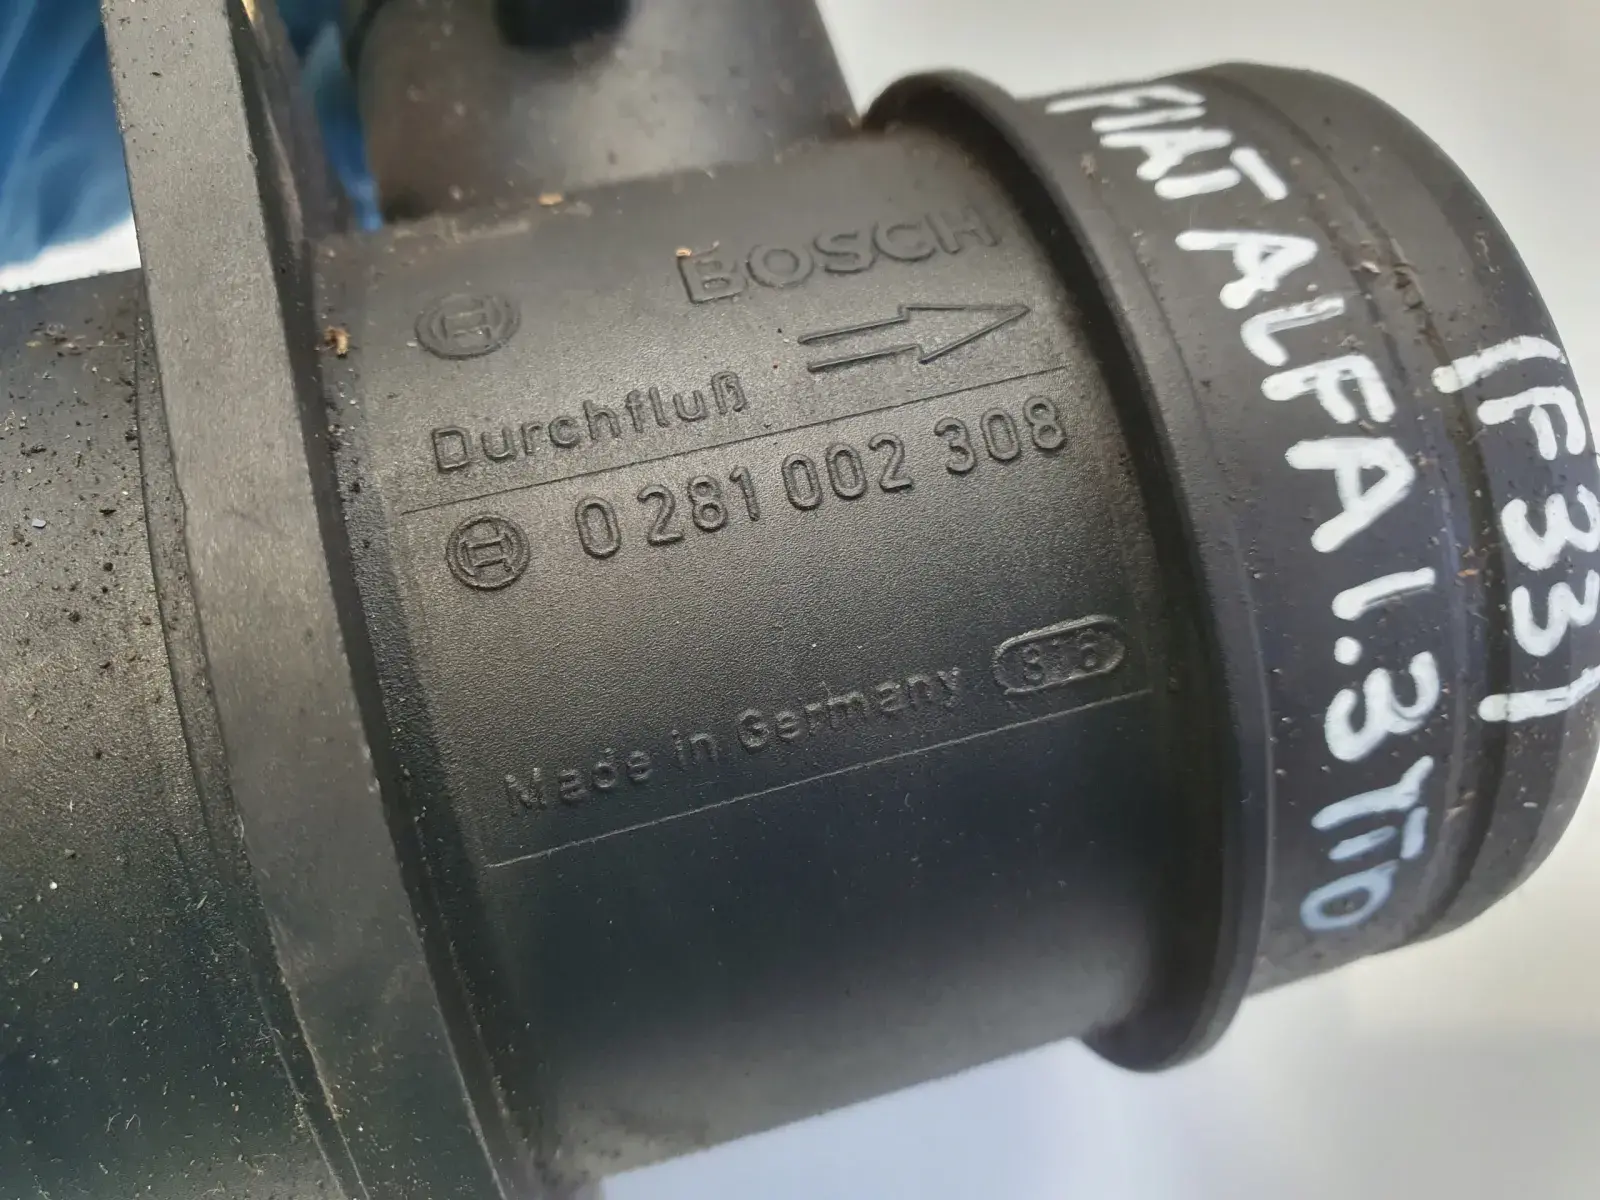 BOSCH
Durchfluß
0 281 002 308
Made in Germany 816
FIAT ALFA 1.3 JTD
(F33)